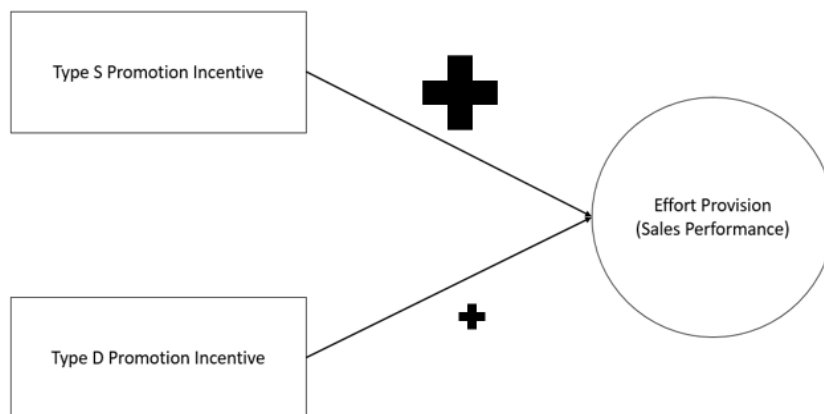 Type S Promotion Incentive
Effort Provision
(Sales Performance)
Type D Promotion Incentive